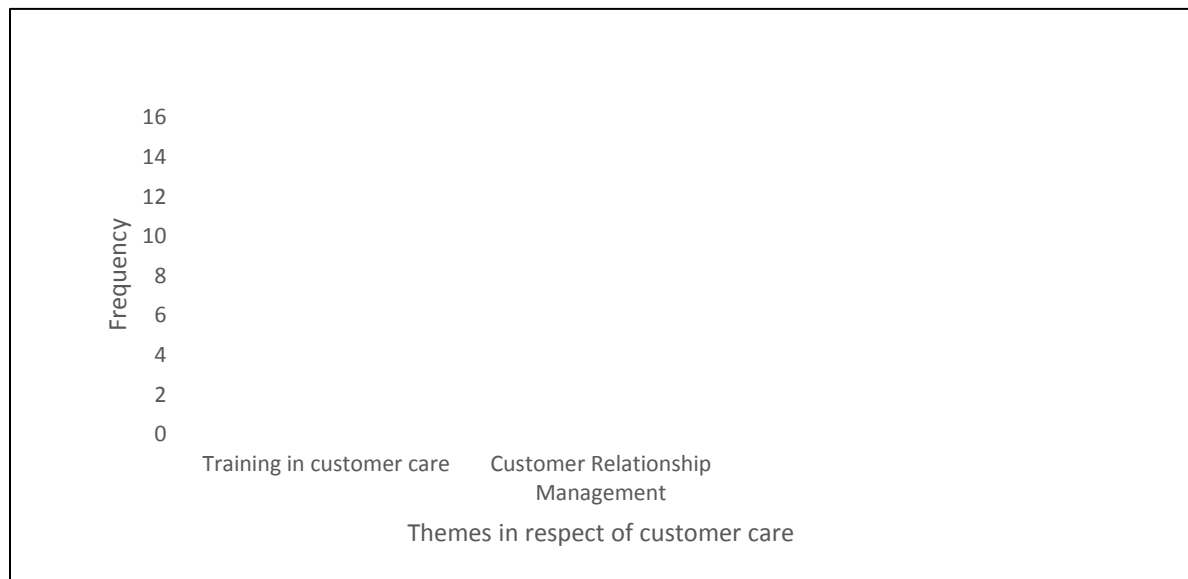 16
14
12
10
8
6
4
2
0
Frequency
Training in customer care
Customer Relationship
Management
Themes in respect of customer care